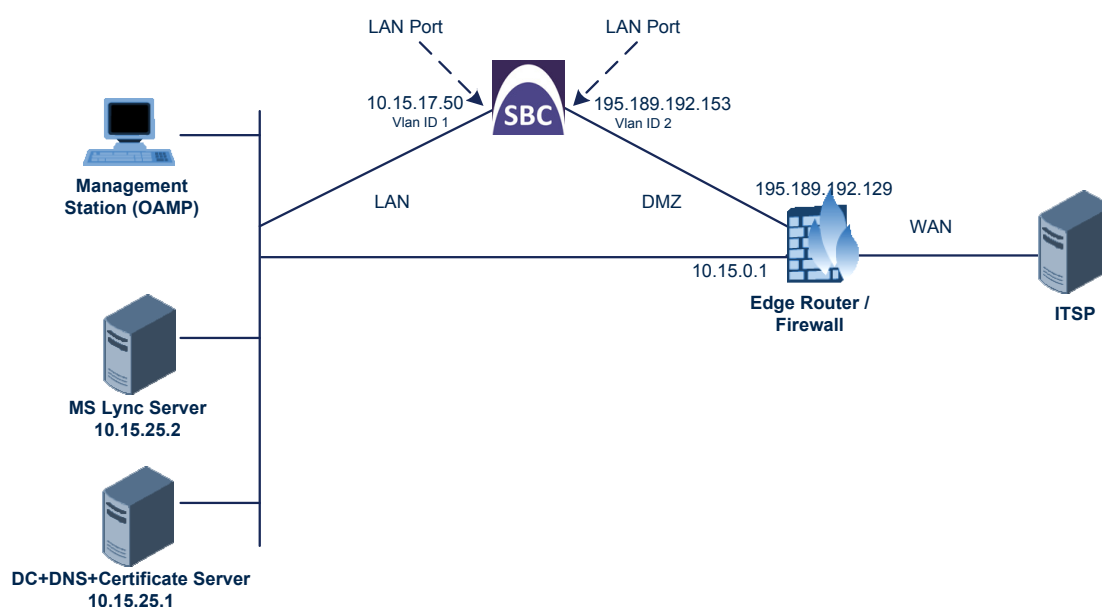 LAN Port
LAN Port
SBC
10.15.17.50
Vlan ID 1
195.189.192.153
Vlan ID 2
Management
Station (OAMP)
LAN
DMZ
195.189.192.129
WAN
10.15.0.1
Edge Router /
Firewall
ITSP
MS Lync Server
10.15.25.2
DC+DNS+Certificate Server
10.15.25.1